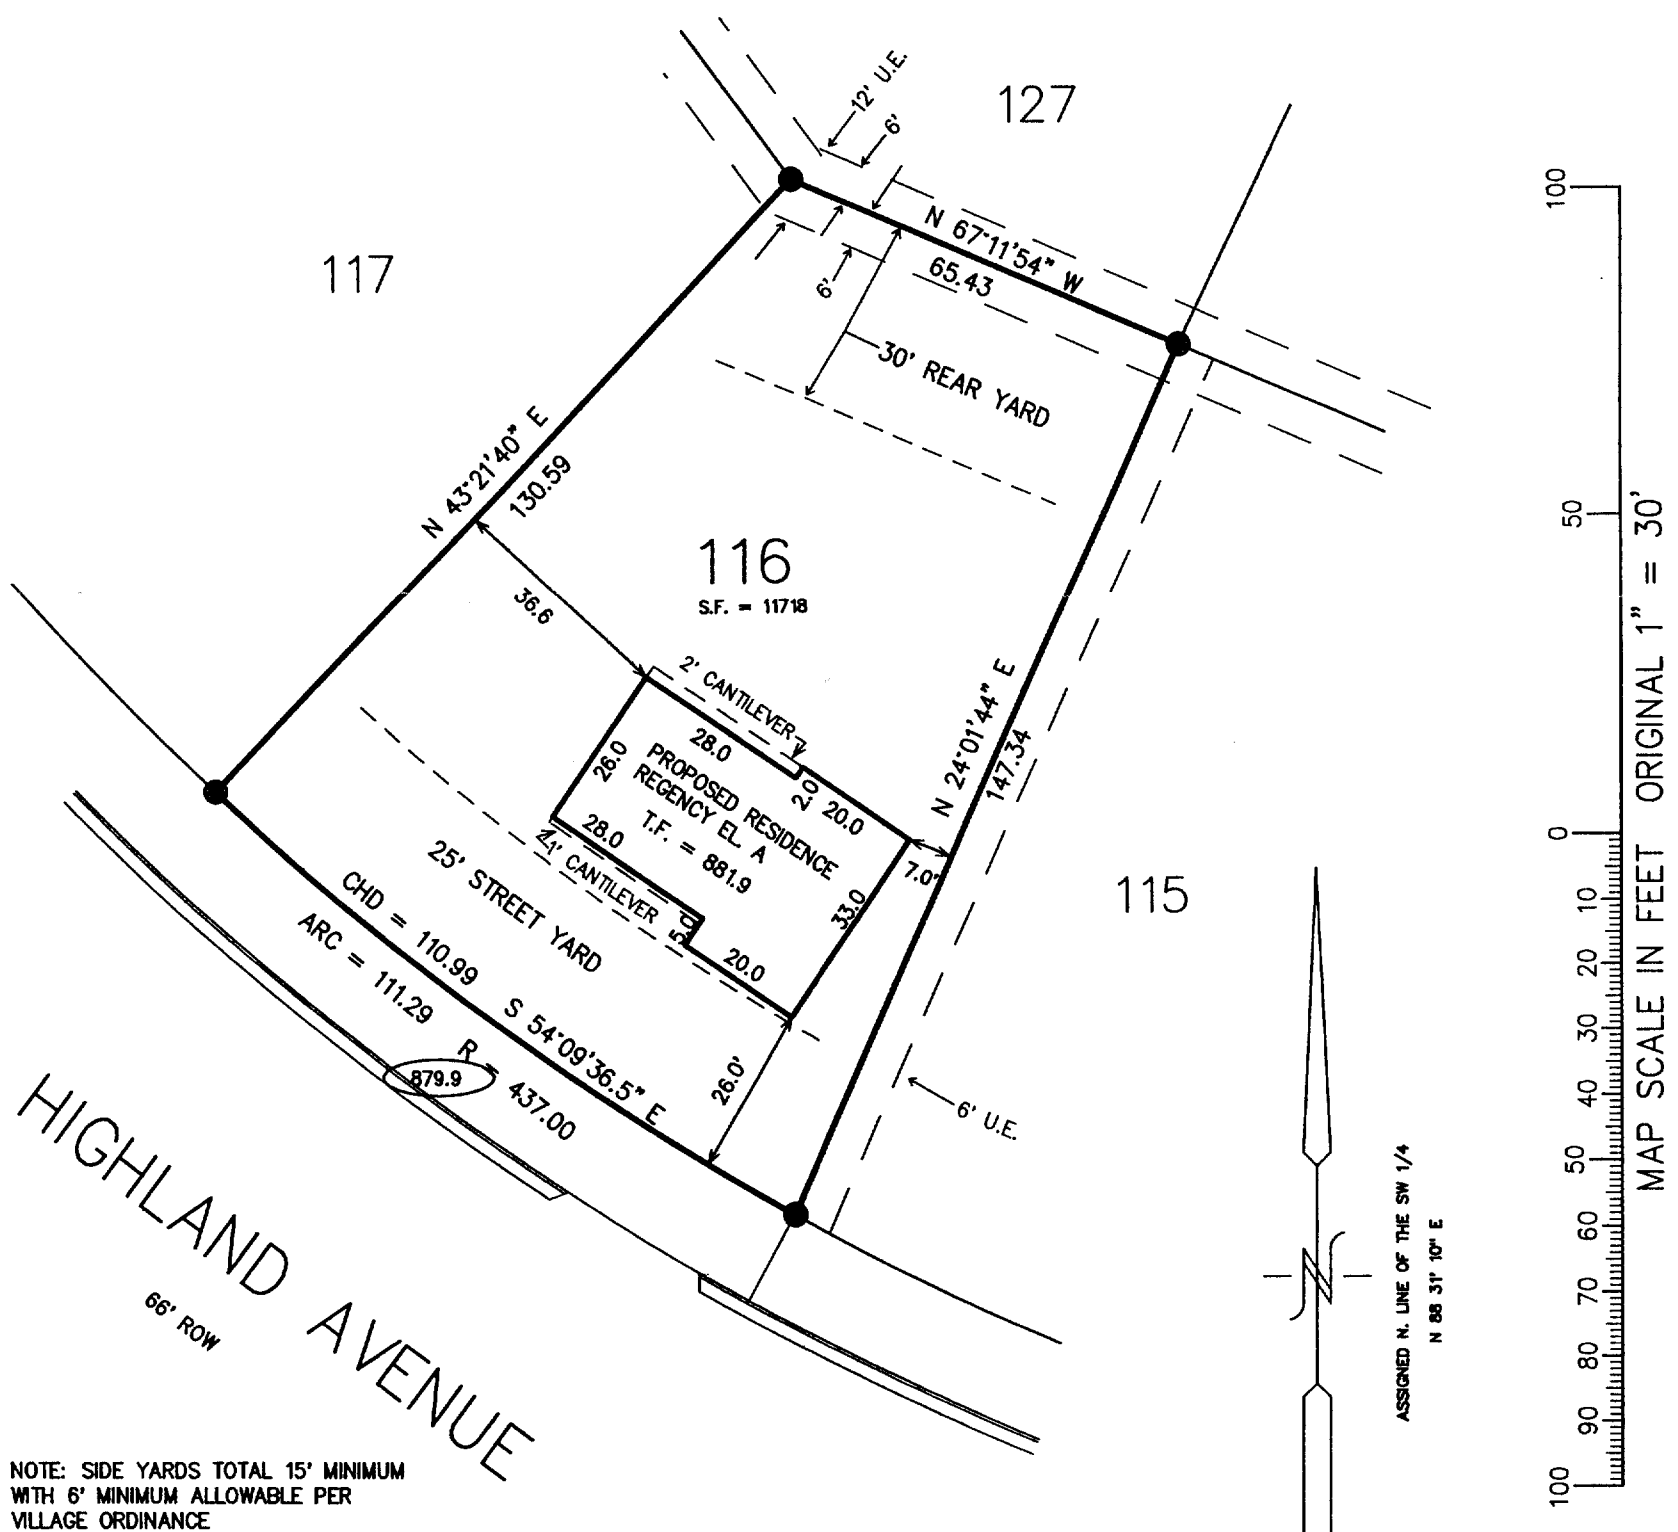 12' U.E.
6'
127
N 67°11'54" W
65.43
6'
30' REAR YARD
117
N 43°21'40" E
130.59
116
S.F. = 11718
36.6
2' CANTILEVER
28.0
26.0
PROPOSED RESIDENCE
REGENCY EL. A
T.F. = 881.9
2.0
20.0
28.0
1' CANTILEVER
5.0
20.0
33.0
7.0'
N 24°01'44" E
147.34
115
25' STREET YARD
CHD = 110.99 S 54°09'36.5" E
ARC = 111.29
R = 437.00
879.9
26.0'
6' U.E.
HIGHLAND AVENUE
66' ROW
NOTE: SIDE YARDS TOTAL 15' MINIMUM
WITH 6' MINIMUM ALLOWABLE PER
VILLAGE ORDINANCE
N
ASSIGNED N. LINE OF THE SW 1/4
N 88 31' 10" E
100
50
0
10
20
30
40
50
60
70
80
90
100
MAP SCALE IN FEET ORIGINAL 1" = 30'